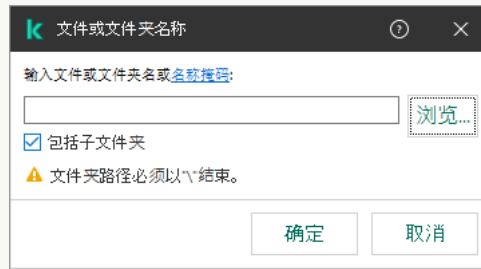 文件或文件夹名称
输入文件或文件夹名或名称掩码:
浏览...
包括子文件夹
文件夹路径必须以"\"结束。
确定
取消